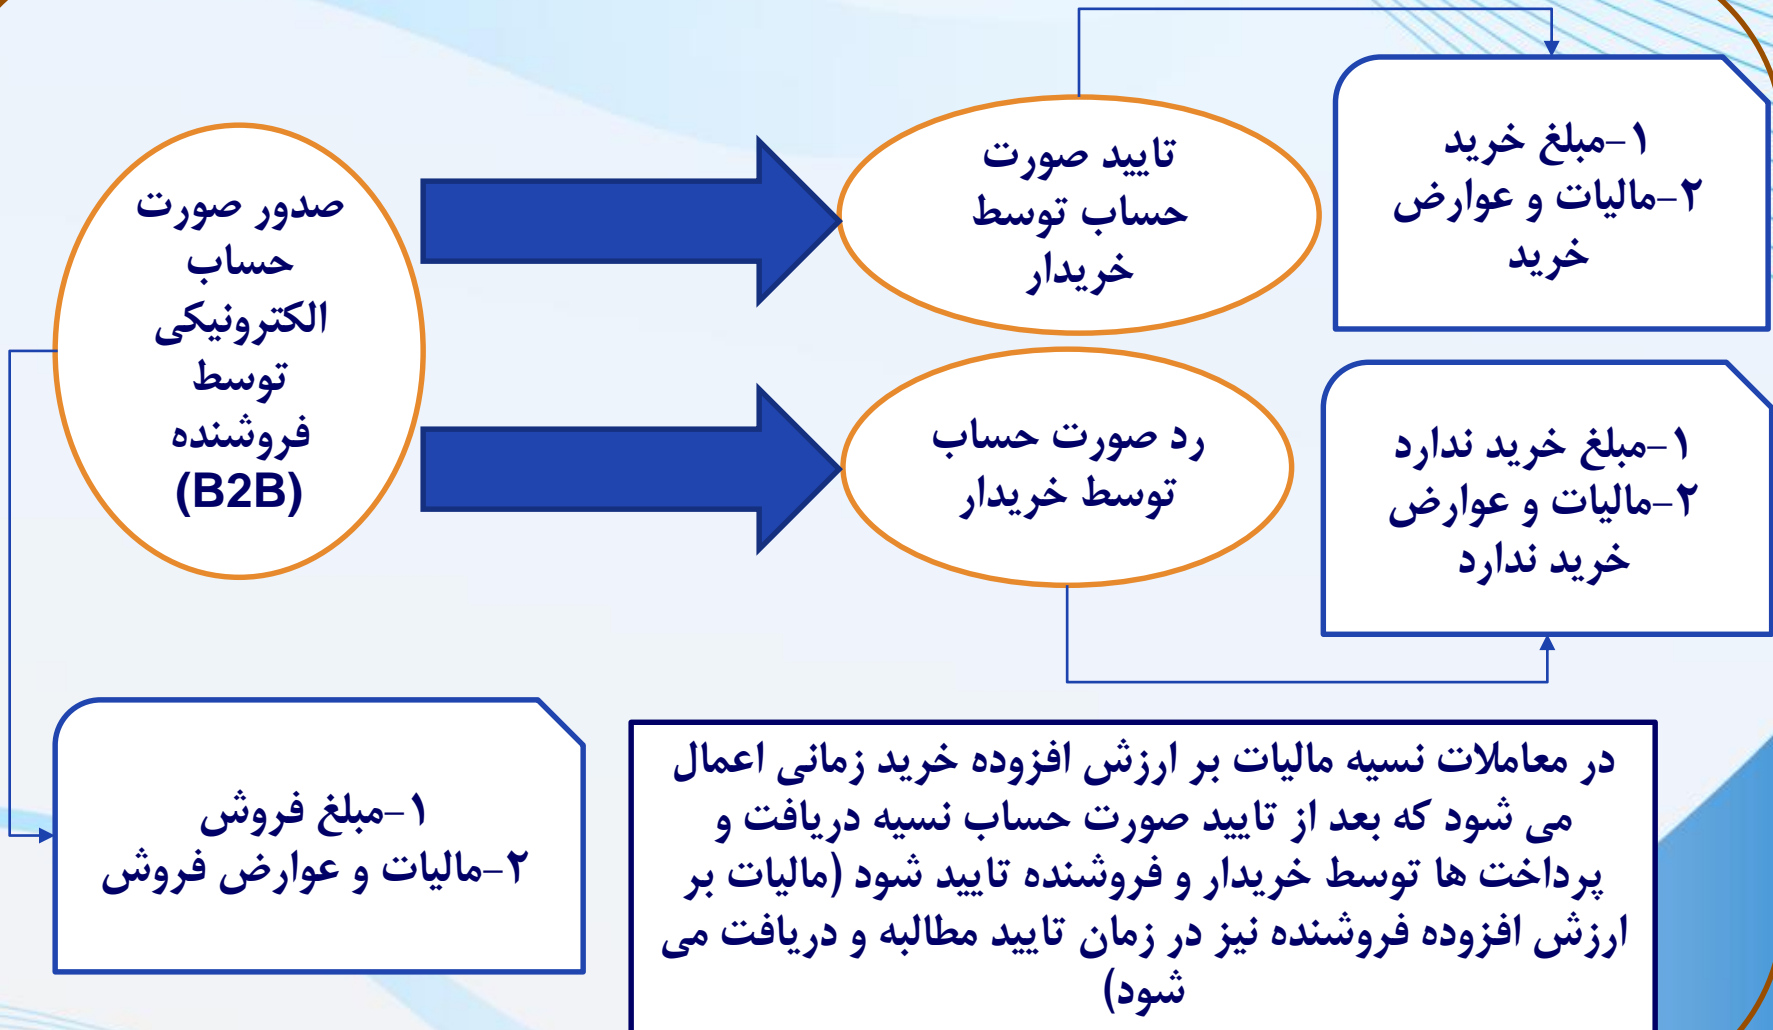 صدور صورت
حساب
الکترونیکی
توسط
فروشنده
(B2B)
تایید صورت
حساب توسط
خریدار
۱-مبلغ خرید
۲-مالیات و عوارض
خرید
رد صورت حساب
توسط خریدار
۱-مبلغ خرید ندارد
۲-مالیات و عوارض
خرید ندارد
۱-مبلغ فروش
۲-مالیات و عوارض فروش
در معاملات نسیه مالیات بر ارزش افزوده خرید زمانی اعمال
می شود که بعد از تایید صورت حساب نسیه دریافت و
پرداخت ها توسط خریدار و فروشنده تایید شود (مالیات بر
ارزش افزوده فروشنده نیز در زمان تایید مطالبه و دریافت می
شود)